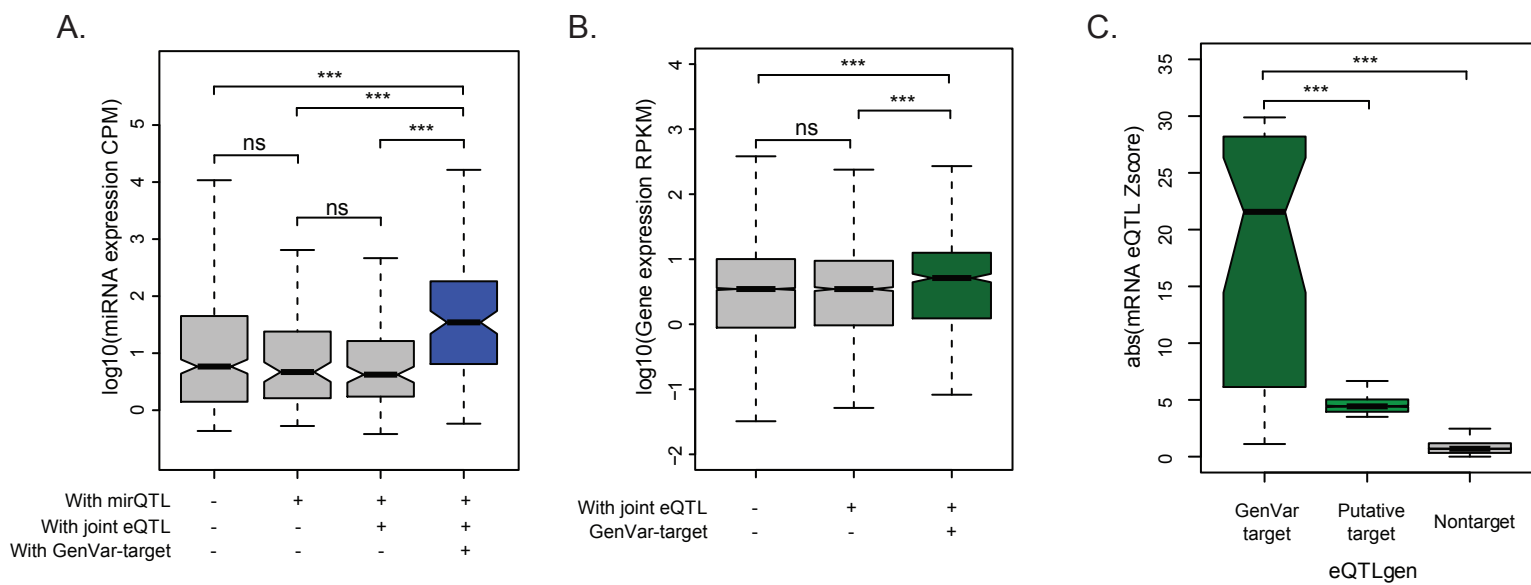 A.
log10(miRNA expression CPM)
5
4
3
2
1
0
***
***
***
ns
ns
With mirQTL - + + +
With joint eQTL - - + +
With GenVar-target - - - +
B.
log10(Gene expression RPKM)
4
3
2
1
0
−1
−2
***
***
ns
With joint eQTL - + +
GenVar-target - - +
C.
abs(mRNA eQTL Zscore)
35
30
25
20
15
10
5
0
***
***
GenVar Putative Nontarget
target target
eQTLgen